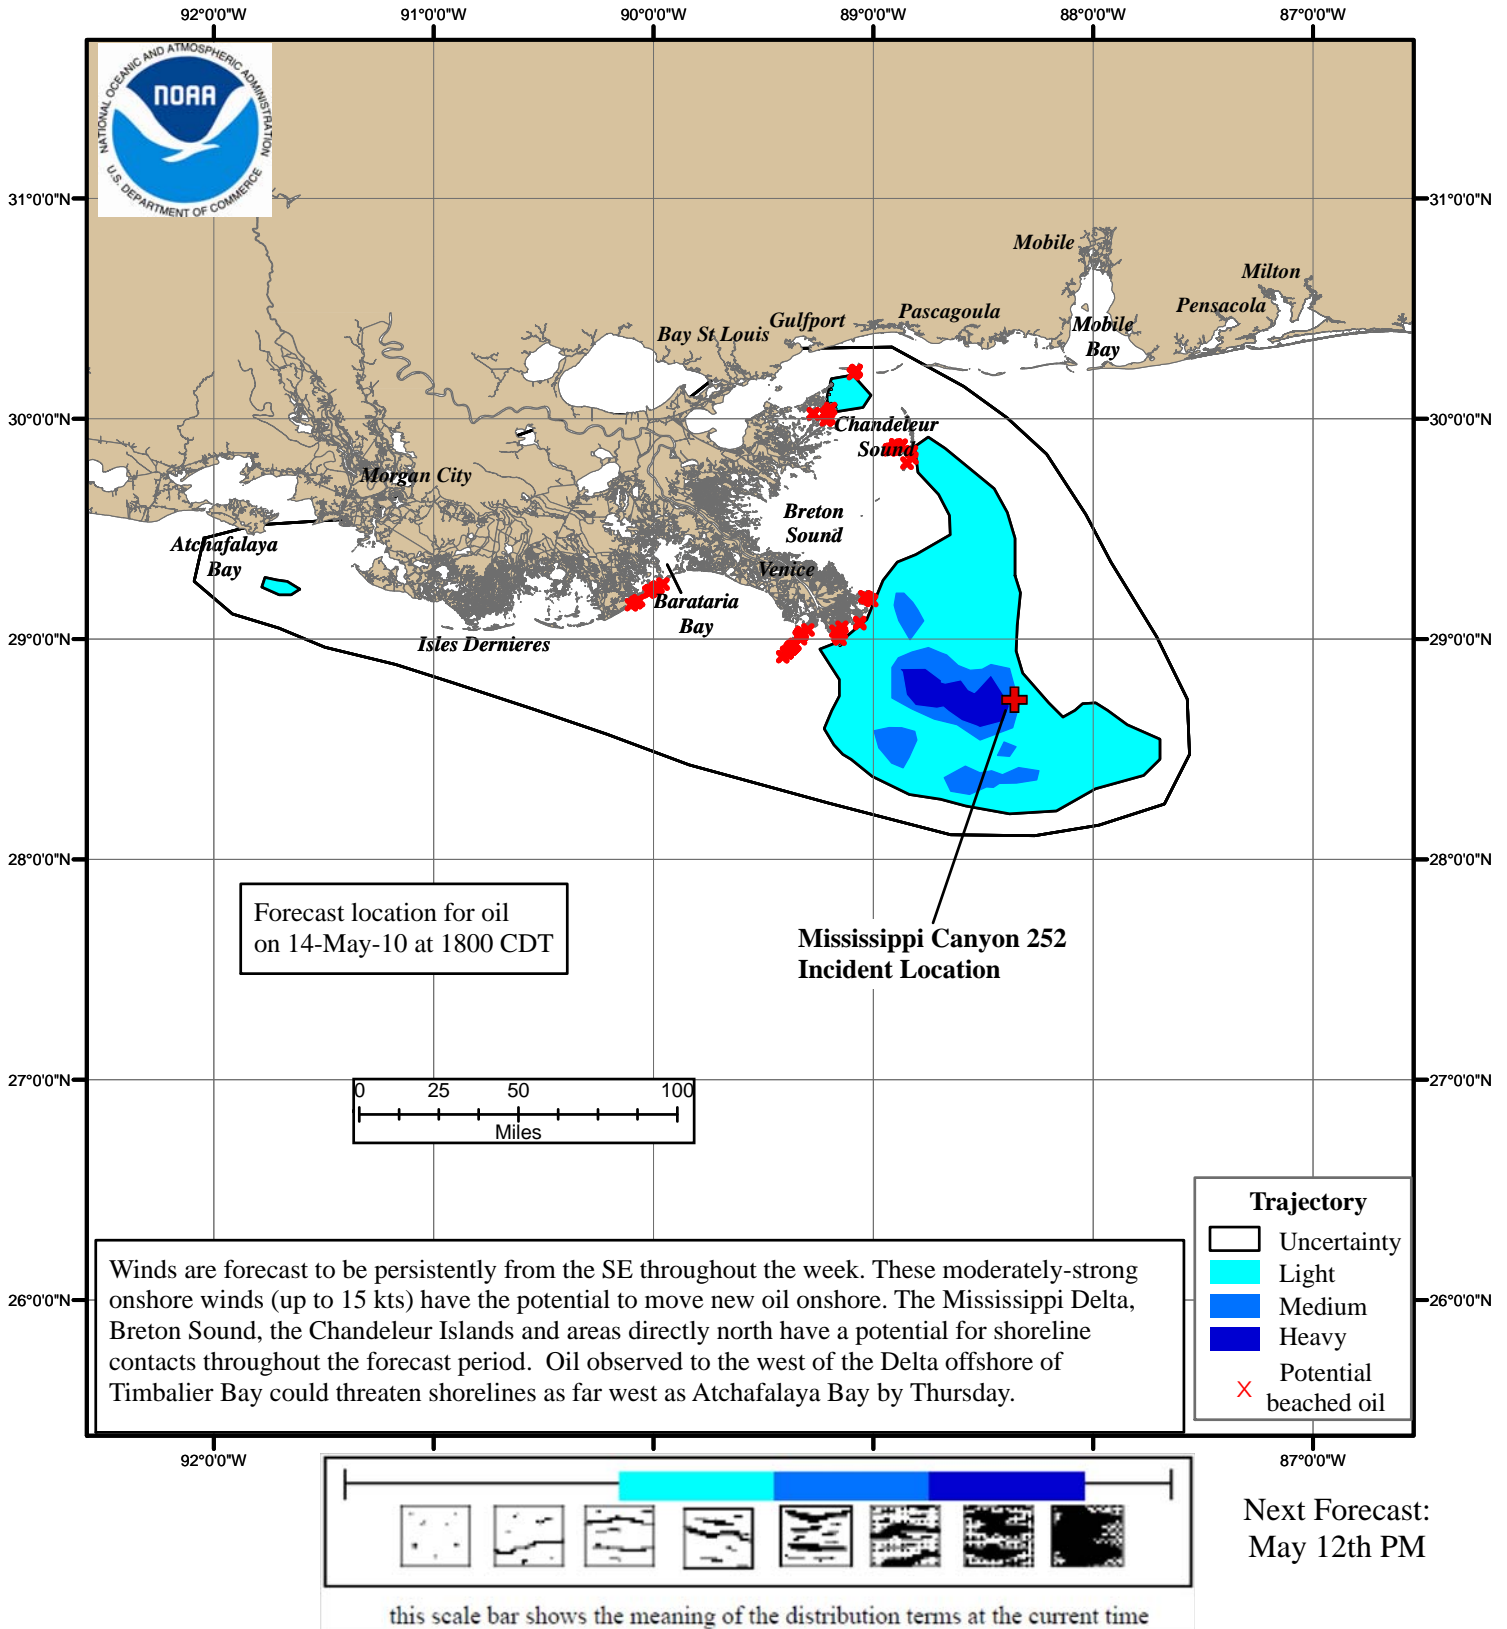 92°0'0"W
91°0'0"W
90°0'0"W
89°0'0"W
88°0'0"W
87°0'0"W
NATIONAL OCEANIC AND ATMOSPHERIC ADMINISTRATION
NOAA
U.S. DEPARTMENT OF COMMERCE
31°0'0"N
31°0'0"N
Mobile
Milton
Pensacola
Pascagoula
Gulfport
Bay St Louis
Mobile
Bay
30°0'0"N
30°0'0"N
Chandeleur
Sound
Morgan City
Breton
Sound
Atchafalaya
Bay
Venice
Barataria
Bay
Isles Dernieres
29°0'0"N
29°0'0"N
28°0'0"N
28°0'0"N
Forecast location for oil
on 14-May-10 at 1800 CDT
Mississippi Canyon 252
Incident Location
27°0'0"N
27°0'0"N
0 25 50 100
Miles
Trajectory
Uncertainty
Light
Medium
Heavy
Potential
beached oil
26°0'0"N
26°0'0"N
Winds are forecast to be persistently from the SE throughout the week. These moderately-strong
onshore winds (up to 15 kts) have the potential to move new oil onshore. The Mississippi Delta,
Breton Sound, the Chandeleur Islands and areas directly north have a potential for shoreline
contacts throughout the forecast period.  Oil observed to the west of the Delta offshore of
Timbalier Bay could threaten shorelines as far west as Atchafalaya Bay by Thursday.
92°0'0"W
87°0'0"W
Next Forecast:
May 12th PM
this scale bar shows the meaning of the distribution terms at the current time